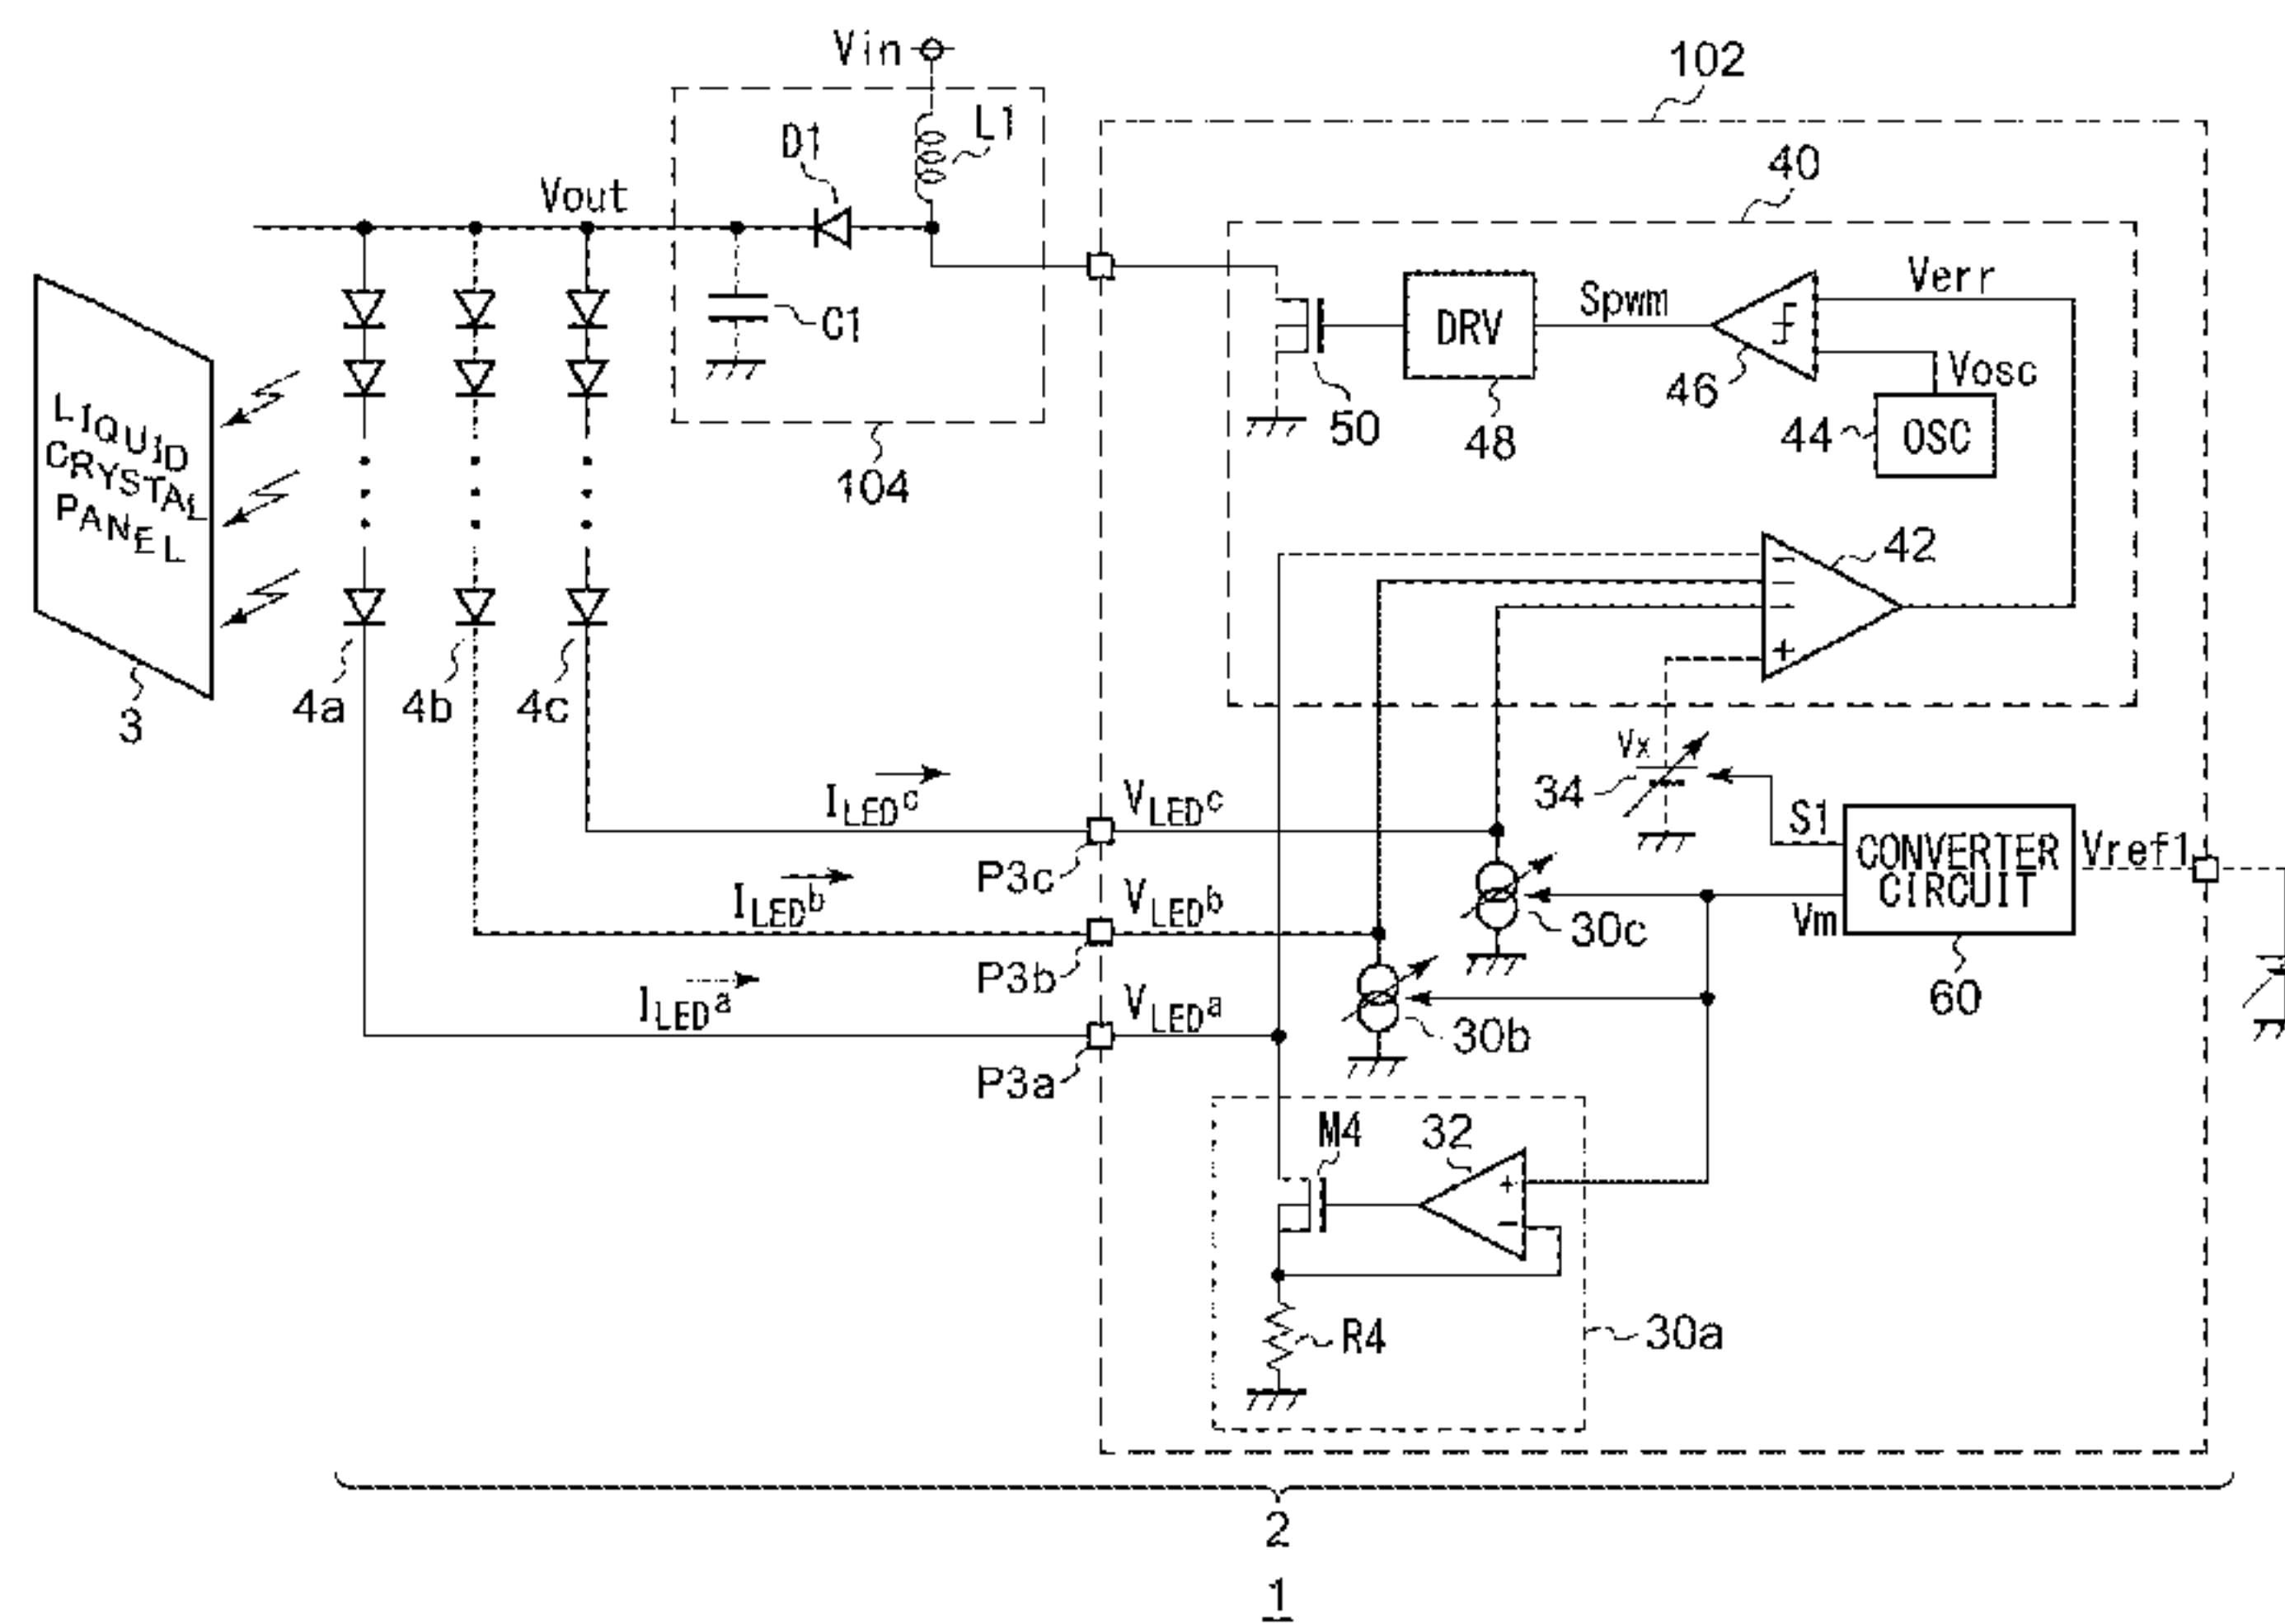 Vin
102
L1
D1
40
Vout
Verr
Spwm
DRV
C1
Vosc
46
50
48
44
OSC
104
LIQUID
CRYSTAL
PANEL
42
−
−
−
+
4a
4b
4c
3
Vx
34
ILEDc
VLEDc
S1
CONVERTER
CIRCUIT
Vref1
P3c
ILEDb
VLEDb
30c
Vm
60
P3b
ILEDa
VLEDa
30b
P3a
M4
32
+
−
R4
30a
2
1